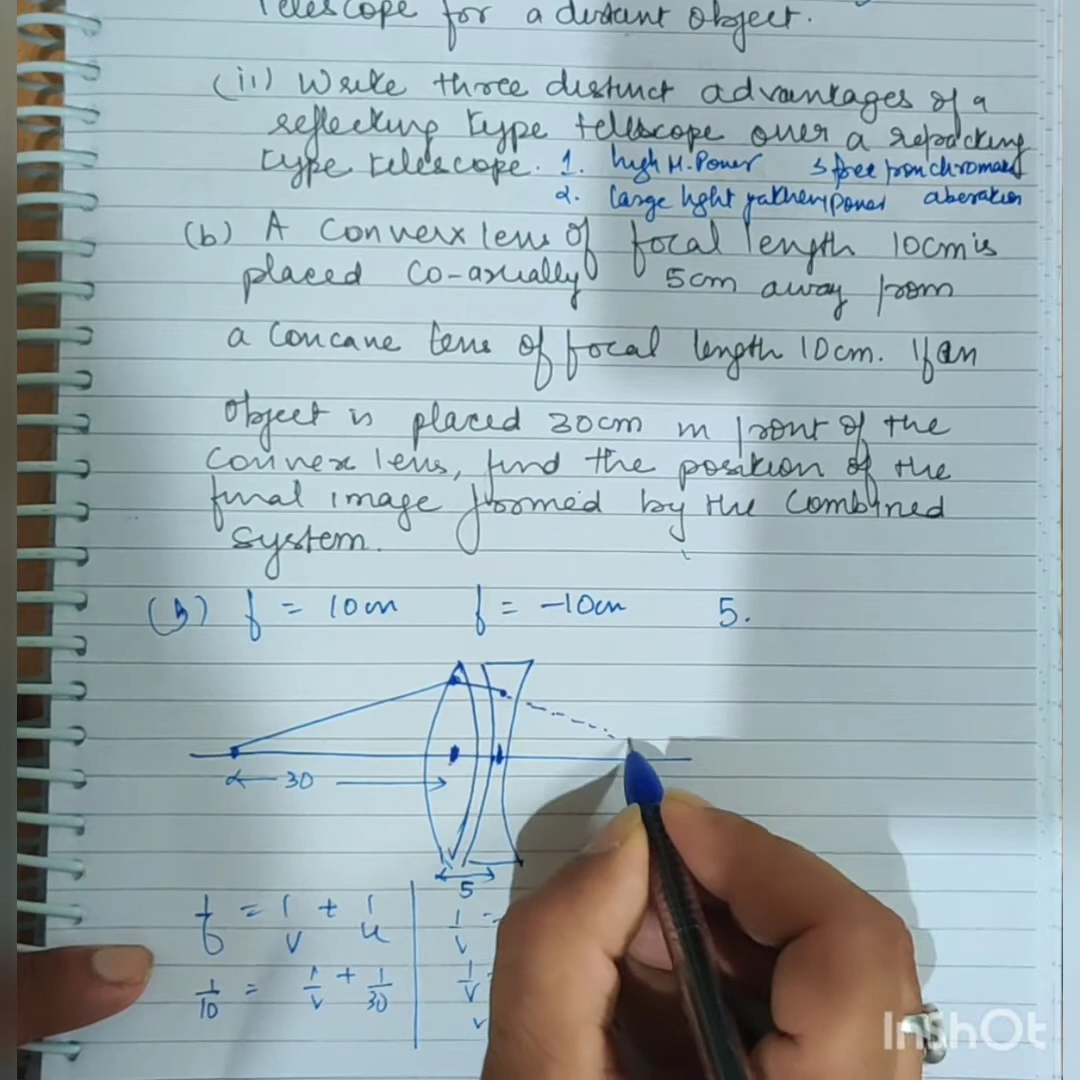 Telescope for a distant object.
(iii) Write three distinct advantages of a
reflecting type telescope over a refracting
type telescope. 1. high M. Power 3 free from chromatic
2. large light gathering power aberation
(b) A Convex lens of focal length 10cm is
placed Co-axially 5cm away from
a Concave lens of focal length 10cm. If an
Object is placed 30cm in front of the
Convex lens, find the position of the
final image formed by the Combined
System.
(b) f = 10cm f = -10cm 5.
30
5
1/f = 1/v + 1/u
1/v =
1/10 = 1/v + 1/30
1/v
v
InShOt